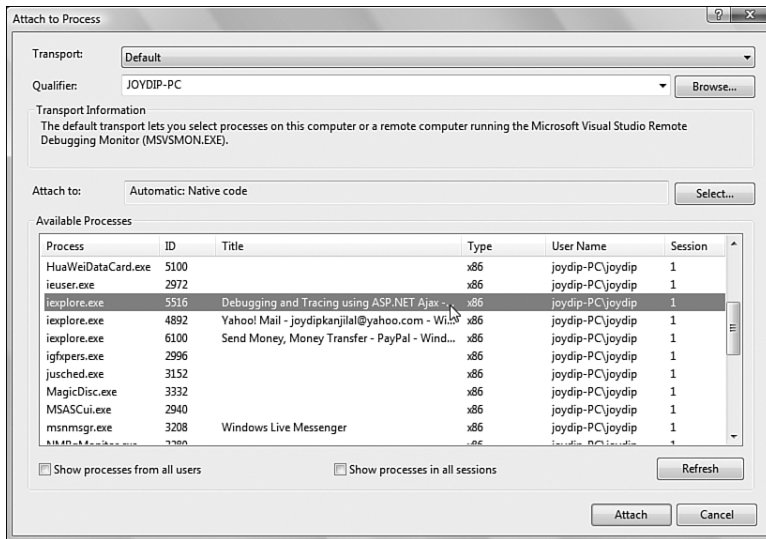 Attach to Process
Transport: Default
Qualifier: JOYDIP-PC Browse...
Transport Information
The default transport lets you select processes on this computer or a remote computer running the Microsoft Visual Studio Remote
Debugging Monitor (MSVSMON.EXE).
Attach to: Automatic: Native code Select...
Available Processes
Process ID Title Type User Name Session
HuaWeiDataCard.exe 5100 x86 joydip-PC\joydip 1
ieuser.exe 2972 x86 joydip-PC\joydip 1
iexplore.exe 5516 Debugging and Tracing using ASP.NET Ajax -... x86 joydip-PC\joydip 1
iexplore.exe 4892 Yahoo! Mail - joydipkanjilal@yahoo.com - Wi... x86 joydip-PC\joydip 1
iexplore.exe 6100 Send Money, Money Transfer - PayPal - Wind... x86 joydip-PC\joydip 1
igfxpers.exe 2996 x86 joydip-PC\joydip 1
jusched.exe 3152 x86 joydip-PC\joydip 1
MagicDisc.exe 3332 x86 joydip-PC\joydip 1
MSASCui.exe 2940 x86 joydip-PC\joydip 1
msnmsgr.exe 3208 Windows Live Messenger x86 joydip-PC\joydip 1
x86 joydip-PC\joydip 1
Show processes from all users Show processes in all sessions Refresh
Attach Cancel